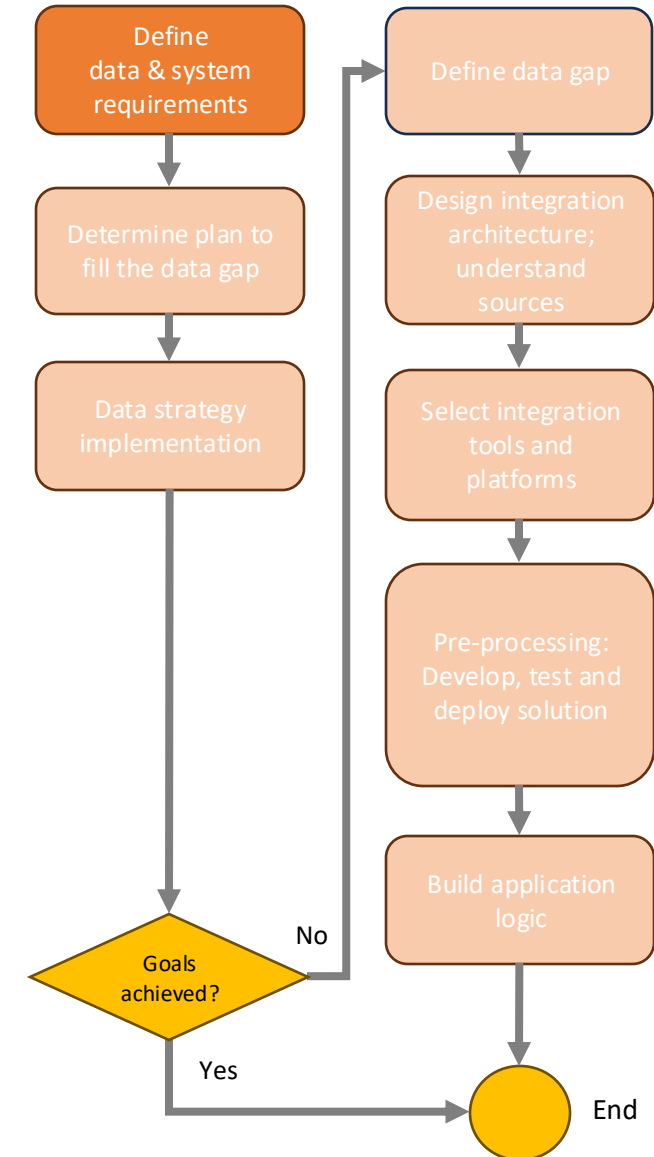 Define
data & system
requirements
Determine plan to
fill the data gap
Data strategy
implementation
Goals
achieved?
No
Yes
Define data gap
Design integration
architecture;
understand
sources
Select integration
tools and
platforms
Pre-processing:
Develop, test and
deploy solution
Build application
logic
End